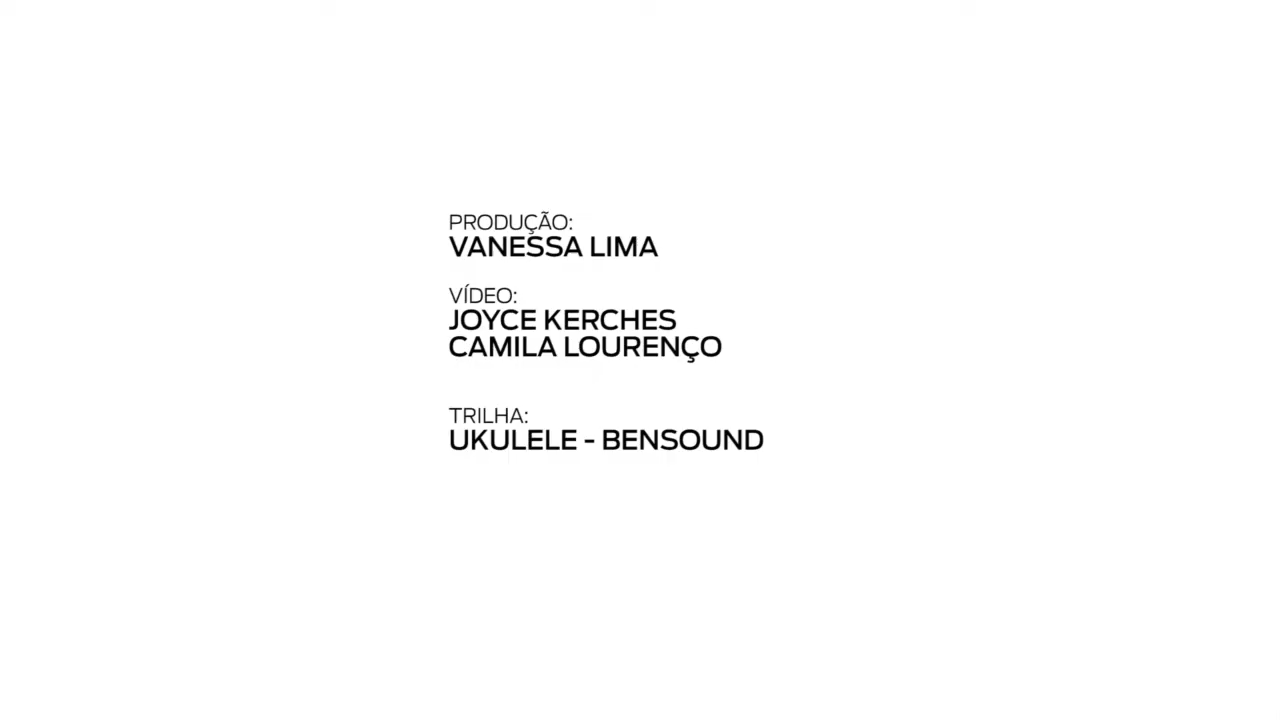 PRODUÇÃO:
VANESSA LIMA
VÍDEO:
JOYCE KERCHES
CAMILA LOURENÇO
TRILHA:
UKULELE - BENSOUND